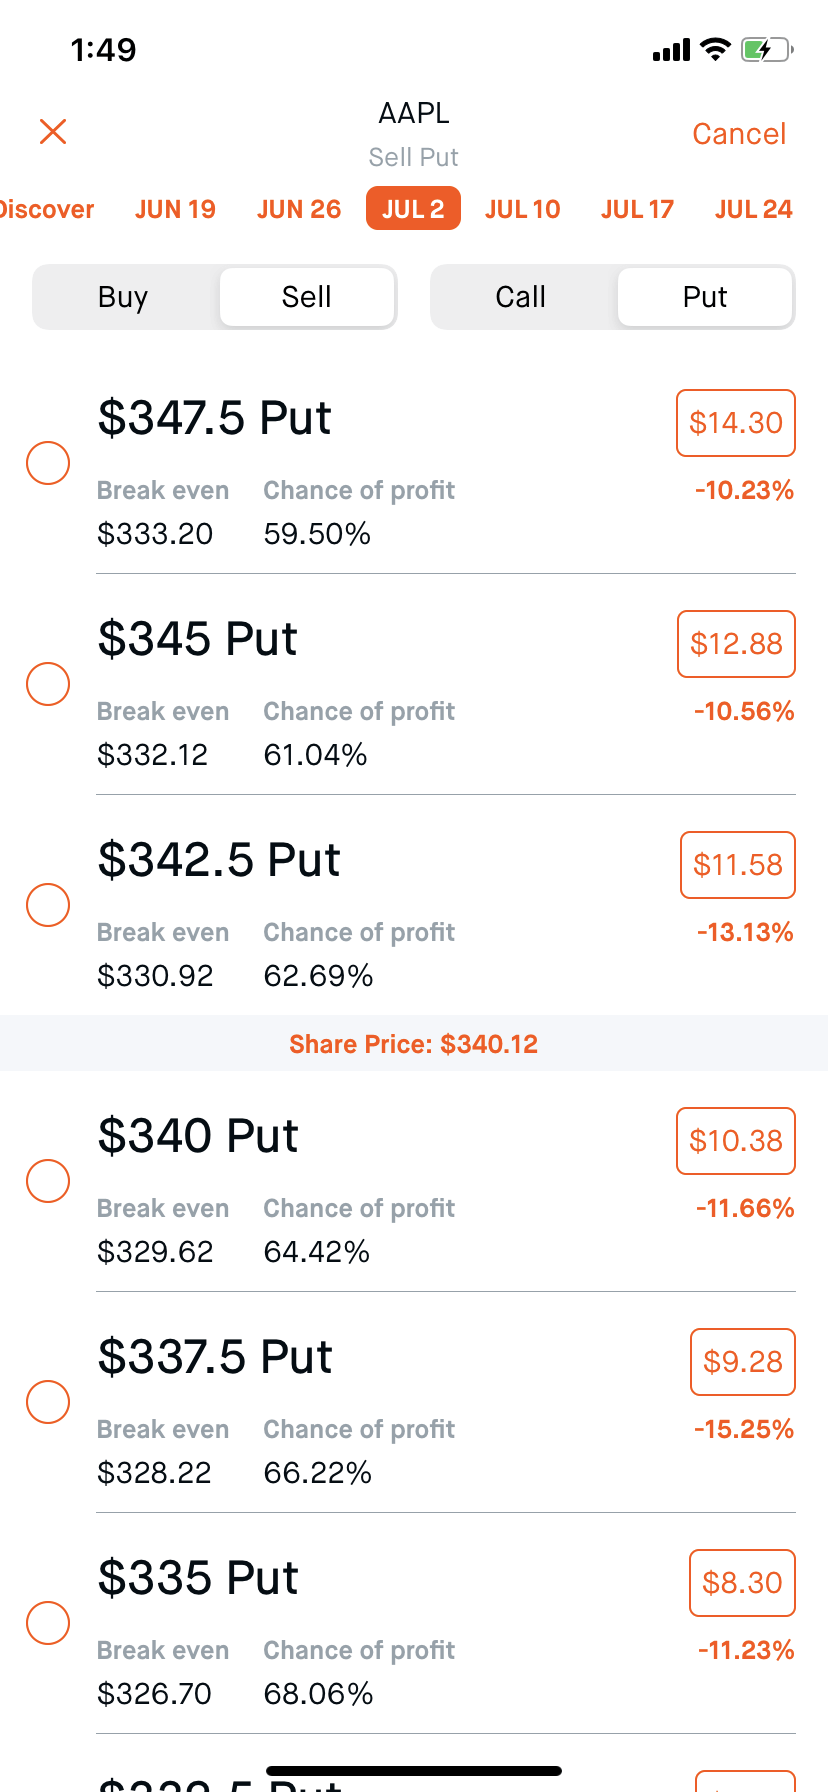 1:49
AAPL
Sell Put
Cancel
Discover JUN 19 JUN 26 JUL 2 JUL 10 JUL 17 JUL 24
Buy Sell Call Put
$347.5 Put $14.30
Break even Chance of profit -10.23%
$333.20 59.50%
$345 Put $12.88
Break even Chance of profit -10.56%
$332.12 61.04%
$342.5 Put $11.58
Break even Chance of profit -13.13%
$330.92 62.69%
Share Price: $340.12
$340 Put $10.38
Break even Chance of profit -11.66%
$329.62 64.42%
$337.5 Put $9.28
Break even Chance of profit -15.25%
$328.22 66.22%
$335 Put $8.30
Break even Chance of profit -11.23%
$326.70 68.06%